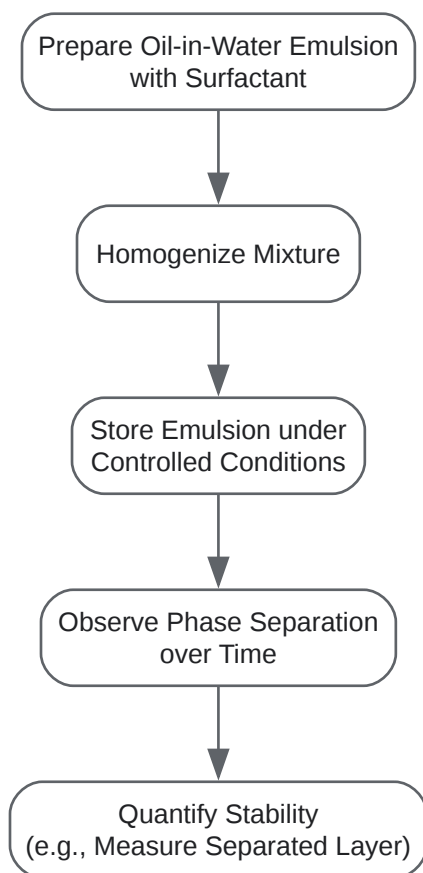 Prepare Oil-in-Water Emulsion
with Surfactant
Homogenize Mixture
Store Emulsion under
Controlled Conditions
Observe Phase Separation
over Time
Quantify Stability
(e.g., Measure Separated Layer)